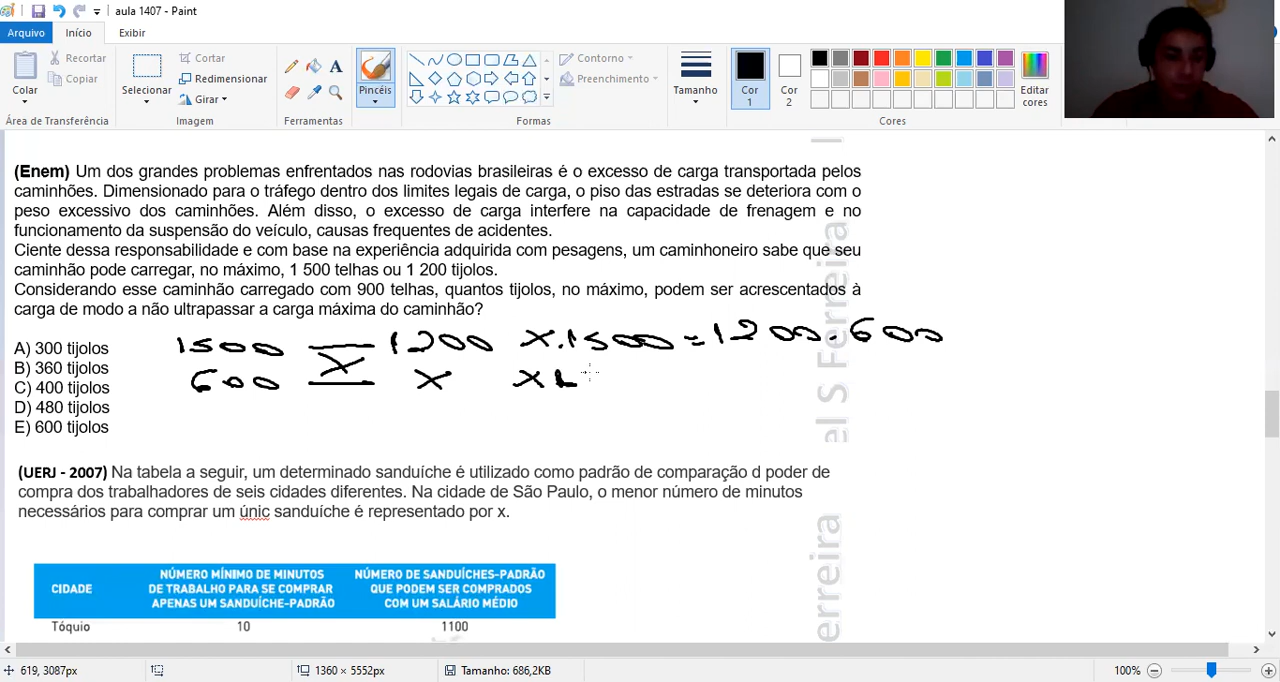 aula 1407 - Paint
Arquivo Início Exibir
Colar
Recortar
Copiar
Área de Transferência
Selecionar
Cortar
Redimensionar
Girar
Imagem
A
Ferramentas
Pincéis
Contorno
Preenchimento
Formas
Tamanho
Cor 1
Cor 2
Editar cores
Cores
(Enem) Um dos grandes problemas enfrentados nas rodovias brasileiras é o excesso de carga transportada pelos
caminhões. Dimensionado para o tráfego dentro dos limites legais de carga, o piso das estradas se deteriora com o
peso excessivo dos caminhões. Além disso, o excesso de carga interfere na capacidade de frenagem e no
funcionamento da suspensão do veículo, causas frequentes de acidentes.
Ciente dessa responsabilidade e com base na experiência adquirida com pesagens, um caminhoneiro sabe que seu
caminhão pode carregar, no máximo, 1 500 telhas ou 1 200 tijolos.
Considerando esse caminhão carregado com 900 telhas, quantos tijolos, no máximo, podem ser acrescentados à
carga de modo a não ultrapassar a carga máxima do caminhão?
A) 300 tijolos
B) 360 tijolos
C) 400 tijolos
D) 480 tijolos
E) 600 tijolos
1500 1200 x.1500=1200.600
600 x x
el S Ferreira
erreira
(UERJ - 2007) Na tabela a seguir, um determinado sanduíche é utilizado como padrão de comparação d poder de
compra dos trabalhadores de seis cidades diferentes. Na cidade de São Paulo, o menor número de minutos
necessários para comprar um únic sanduíche é representado por x.
CIDADE
NÚMERO MÍNIMO DE MINUTOS
DE TRABALHO PARA SE COMPRAR
APENAS UM SANDUÍCHE-PADRÃO
NÚMERO DE SANDUÍCHES-PADRÃO
QUE PODEM SER COMPRADOS
COM UM SALÁRIO MÉDIO
Tóquio 10 1100
619, 3087px
1360 × 5552px
Tamanho: 686,2KB
100%